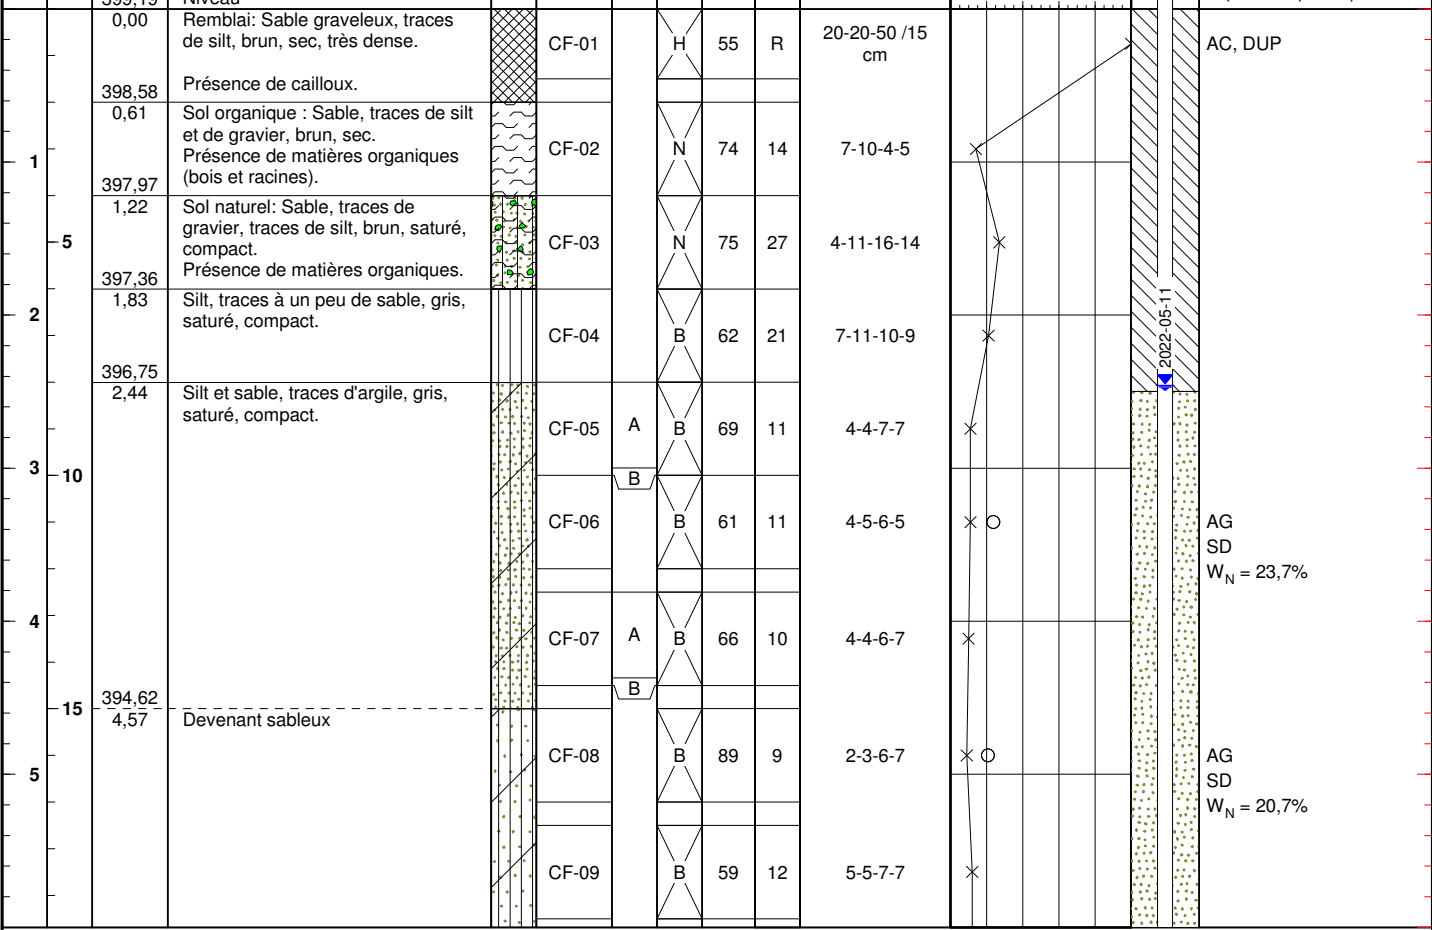 399,19 Niveau
0,00 Remblai: Sable graveleux, traces
de silt, brun, sec, très dense.
Présence de cailloux.
398,58
CF-01 H 55 R 20-20-50 /15
cm
AC, DUP
0,61 Sol organique : Sable, traces de silt
et de gravier, brun, sec.
Présence de matières organiques
(bois et racines).
397,97
CF-02 N 74 14 7-10-4-5
1
1,22 Sol naturel: Sable, traces de
gravier, traces de silt, brun, saturé,
compact.
Présence de matières organiques.
397,36
5
CF-03 N 75 27 4-11-16-14
1,83 Silt, traces à un peu de sable, gris,
saturé, compact.
2
CF-04 B 62 21 7-11-10-9
2022-05-11
396,75
2,44 Silt et sable, traces d'argile, gris,
saturé, compact.
CF-05 A B 69 11 4-4-7-7
3 10
B
CF-06 B 61 11 4-5-6-5
AG
SD
WN = 23,7%
4
CF-07 A B 66 10 4-4-6-7
B
394,62
15
4,57 Devenant sableux
CF-08 B 89 9 2-3-6-7
5
AG
SD
WN = 20,7%
CF-09 B 59 12 5-5-7-7